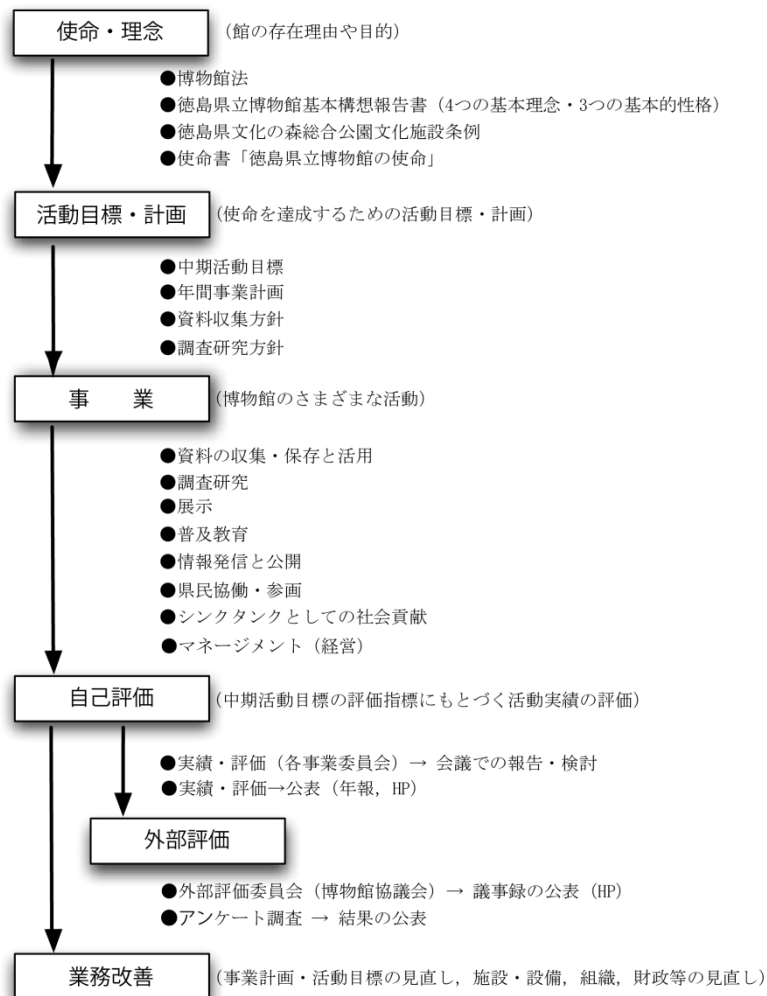 使命・理念 (館の存在理由や目的)
●博物館法
●徳島県立博物館基本構想報告書(4つの基本理念・3つの基本的性格)
●徳島県文化の森総合公園文化施設条例
●使命書「徳島県立博物館の使命」
活動目標・計画 (使命を達成するための活動目標・計画)
●中期活動目標
●年間事業計画
●資料収集方針
●調査研究方針
事 業 (博物館のさまざまな活動)
●資料の収集・保存と活用
●調査研究
●展示
●普及教育
●情報発信と公開
●県民協働・参画
●シンクタンクとしての社会貢献
●マネージメント(経営)
自己評価 (中期活動目標の評価指標にもとづく活動実績の評価)
●実績・評価(各事業委員会)→ 会議での報告・検討
●実績・評価→公表(年報, HP)
外部評価
●外部評価委員会(博物館協議会)→ 議事録の公表(HP)
●アンケート調査 → 結果の公表
業務改善 (事業計画・活動目標の見直し, 施設・設備, 組織, 財政等の見直し)